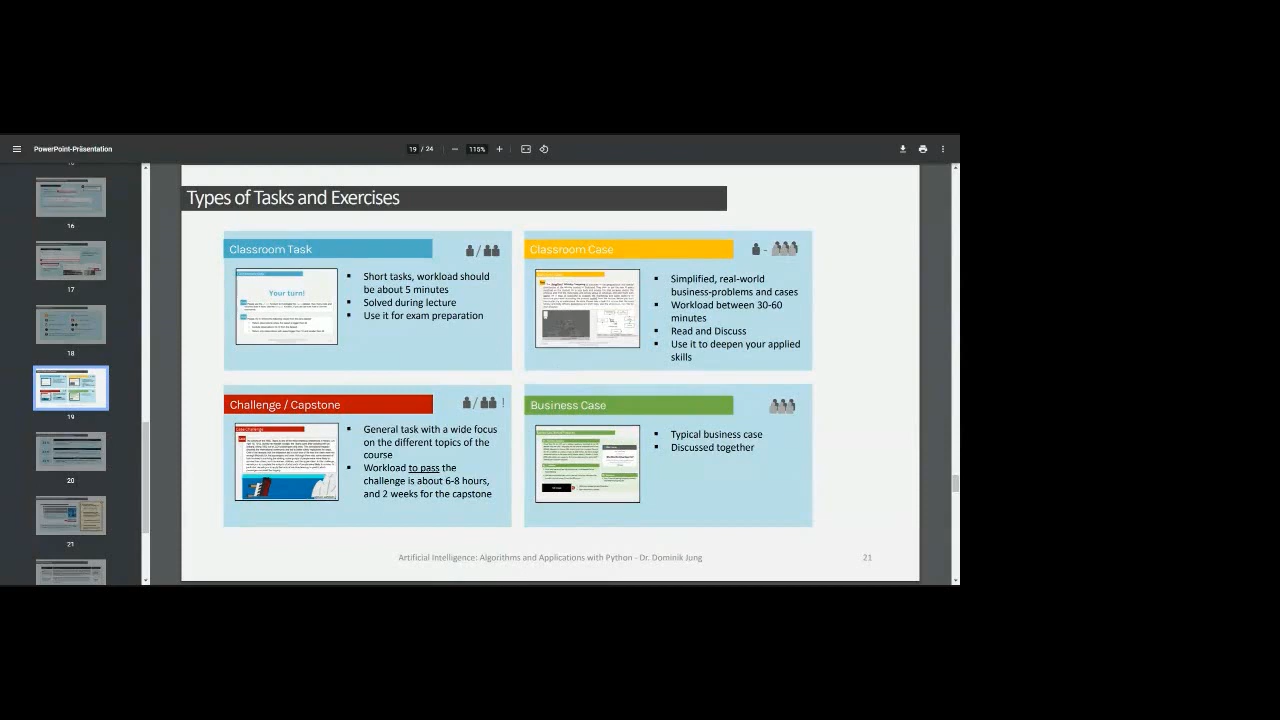 PowerPoint-Präsentation
19 / 24
115%
16
17
18
19
20
21
Types of Tasks and Exercises
Classroom Task
Your turn!
Short tasks, workload should
be about 5 minutes
Solved during lecture
Use it for exam preparation
Classroom Case
Simplified, real-world
business-problems and cases
Workload between 30-60
minutes
Read and Discuss
Use it to deepen your applied
skills
Challenge / Capstone
!
General task with a wide focus
on the different topics of the
course
Workload to pass the
challenge is about 6-8 hours,
and 2 weeks for the capstone
Business Case
Typical business case
Discussed together
Artificial Intelligence: Algorithms and Applications with Python - Dr. Dominik Jung
21